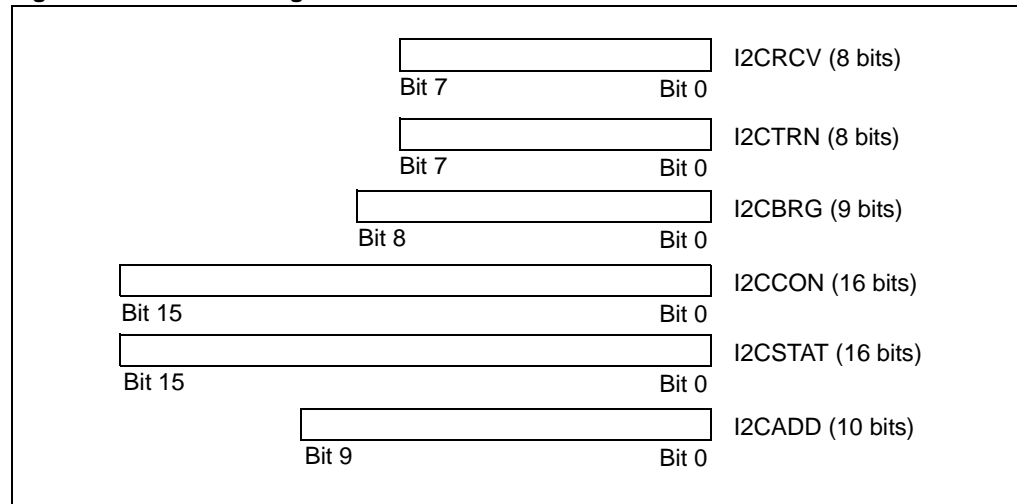 I2CRCV (8 bits)
Bit 7 Bit 0
I2CTRN (8 bits)
Bit 7 Bit 0
I2CBRG (9 bits)
Bit 8 Bit 0
I2CCON (16 bits)
Bit 15 Bit 0
I2CSTAT (16 bits)
Bit 15 Bit 0
I2CADD (10 bits)
Bit 9 Bit 0